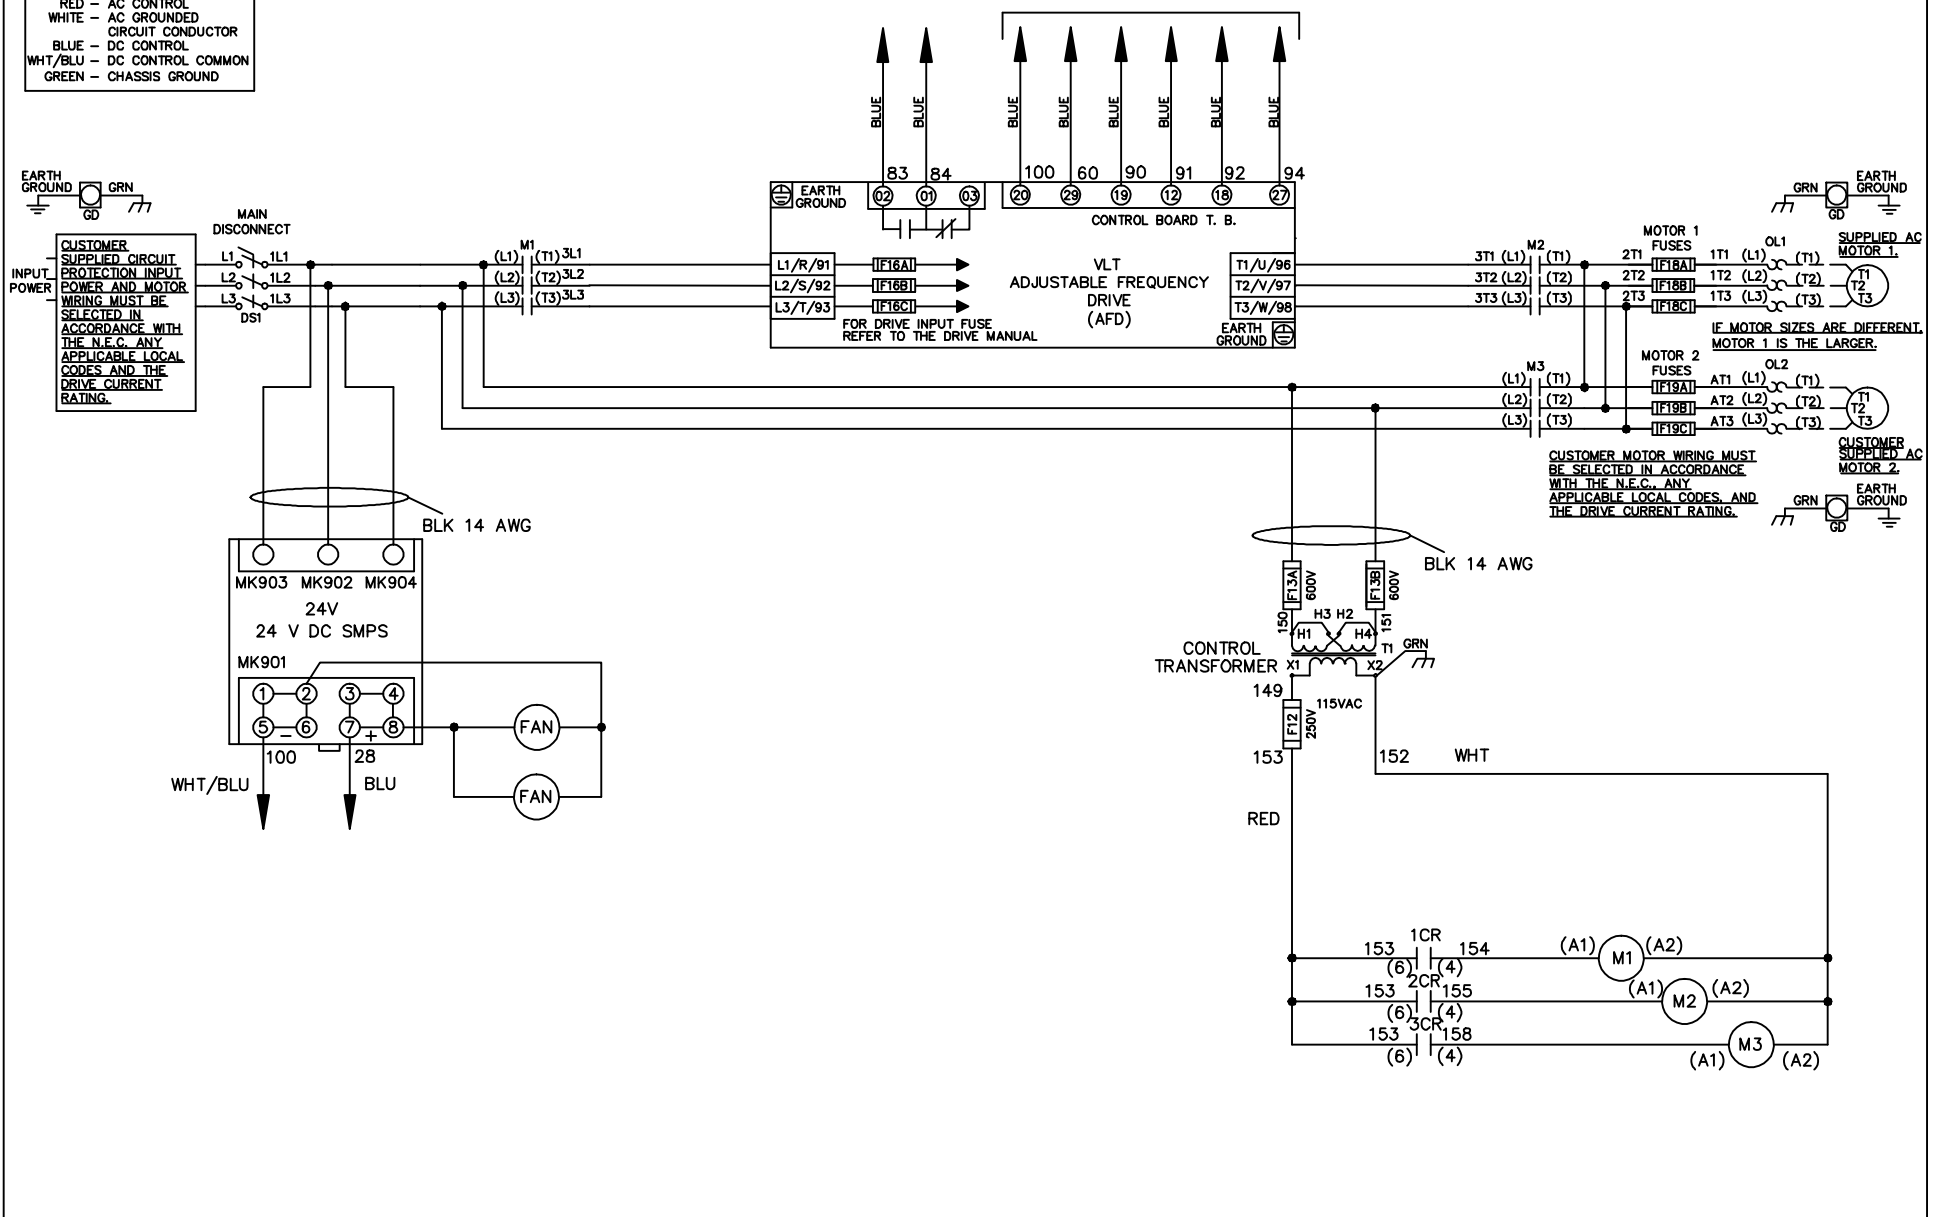 RED – AC CONTROL
WHITE – AC GROUNDED
CIRCUIT CONDUCTOR
BLUE – DC CONTROL
WHT/BLU – DC CONTROL COMMON
GREEN – CHASSIS GROUND
BLUE BLUE BLUE BLUE BLUE BLUE BLUE BLUE
83 84 100 60 90 91 92 94
EARTH
GROUND
02 01 03 20 29 19 12 18 27
CONTROL BOARD T. B.
EARTH
GROUND
GRN
GD
MAIN
DISCONNECT
CUSTOMER
SUPPLIED CIRCUIT
PROTECTION INPUT
POWER AND MOTOR
WIRING MUST BE
SELECTED IN
ACCORDANCE WITH
THE N.E.C. ANY
APPLICABLE LOCAL
CODES AND THE
DRIVE CURRENT
RATING.
INPUT
POWER
L1 1L1
L2 1L2
L3 1L3
DS1
M1
(L1) (T1) 3L1
(L2) (T2) 3L2
(L3) (T3) 3L3
L1/R/91 F16A
L2/S/92 F16B
L3/T/93 F16C
FOR DRIVE INPUT FUSE
REFER TO THE DRIVE MANUAL
VLT
ADJUSTABLE FREQUENCY
DRIVE
(AFD)
T1/U/96
T2/V/97
T3/W/98
EARTH
GROUND
M2
3T1 (L1) (T1)
3T2 (L2) (T2)
3T3 (L3) (T3)
MOTOR 1
FUSES
2T1 F18A 1T1 (L1) (T1)
2T2 F18B 1T2 (L2) (T2)
2T3 F18C 1T3 (L3) (T3)
OL1
GRN
GD
EARTH
GROUND
SUPPLIED AC
MOTOR 1.
T1
T2
T3
IF MOTOR SIZES ARE DIFFERENT,
MOTOR 1 IS THE LARGER.
M3
(L1) (T1)
(L2) (T2)
(L3) (T3)
MOTOR 2
FUSES
OL2
F19A AT1 (L1) (T1)
F19B AT2 (L2) (T2)
F19C AT3 (L3) (T3)
T1
T2
T3
CUSTOMER
SUPPLIED AC
MOTOR 2.
CUSTOMER MOTOR WIRING MUST
BE SELECTED IN ACCORDANCE
WITH THE N.E.C., ANY
APPLICABLE LOCAL CODES, AND
THE DRIVE CURRENT RATING.
GRN
GD
EARTH
GROUND
BLK 14 AWG
MK903 MK902 MK904
24V
24 V DC SMPS
MK901
1 2 3 4
5 – 6 7 + 8
100 28
WHT/BLU BLU
FAN
FAN
BLK 14 AWG
F13A 600V
F13B 600V
150 151
H3 H2
H1 H4
T1
GRN
CONTROL
TRANSFORMER
X1 X2
149
115VAC
F12 250V
153 152 WHT
RED
1CR
153 154 (A1) M1 (A2)
(6) (4)
2CR
153 155 (A1) M2 (A2)
(6) (4)
3CR
153 158 M3
(6) (4) (A1) (A2)